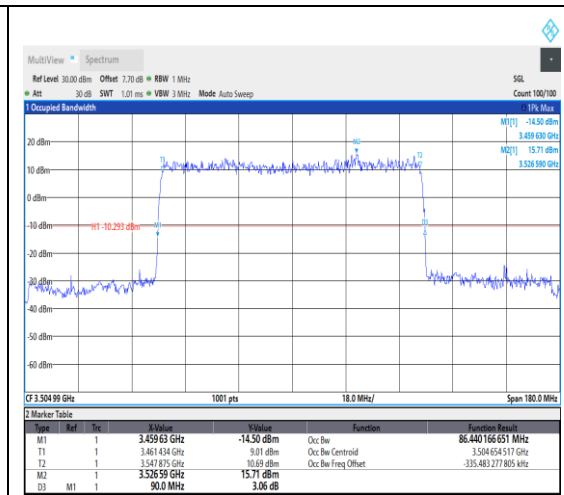 MultiView Spectrum
Ref Level 30.00 dBm Offset 7.70 dB RBW 1 MHz SGL
Att 30 dB SWT 1.01 ms VBW 3 MHz Mode Auto Sweep Count 100/100
1 Occupied Bandwidth 1Pk Max
M1[1] -14.50 dBm
3.459 630 GHz
M2[1] 15.71 dBm
3.526 590 GHz
20 dBm
10 dBm
0 dBm
-10 dBm
-20 dBm
-30 dBm
-40 dBm
-50 dBm
-60 dBm
H1 -10.293 dBm
T1
M2
T2
M1
D3
CF 3.504 99 GHz 1001 pts 18.0 MHz/ Span 180.0 MHz
2 Marker Table
Type Ref Trc X-Value Y-Value Function Function Result
M1 1 3.459 63 GHz -14.50 dBm Occ Bw 86.440 166 651 MHz
T1 1 3.461 434 GHz 9.01 dBm Occ Bw Centroid 3.504 654 517 GHz
T2 1 3.547 875 GHz 10.69 dBm Occ Bw Freq Offset -335.483 277 805 kHz
M2 1 3.526 59 GHz 15.71 dBm
D3 M1 1 90.0 MHz 3.06 dB